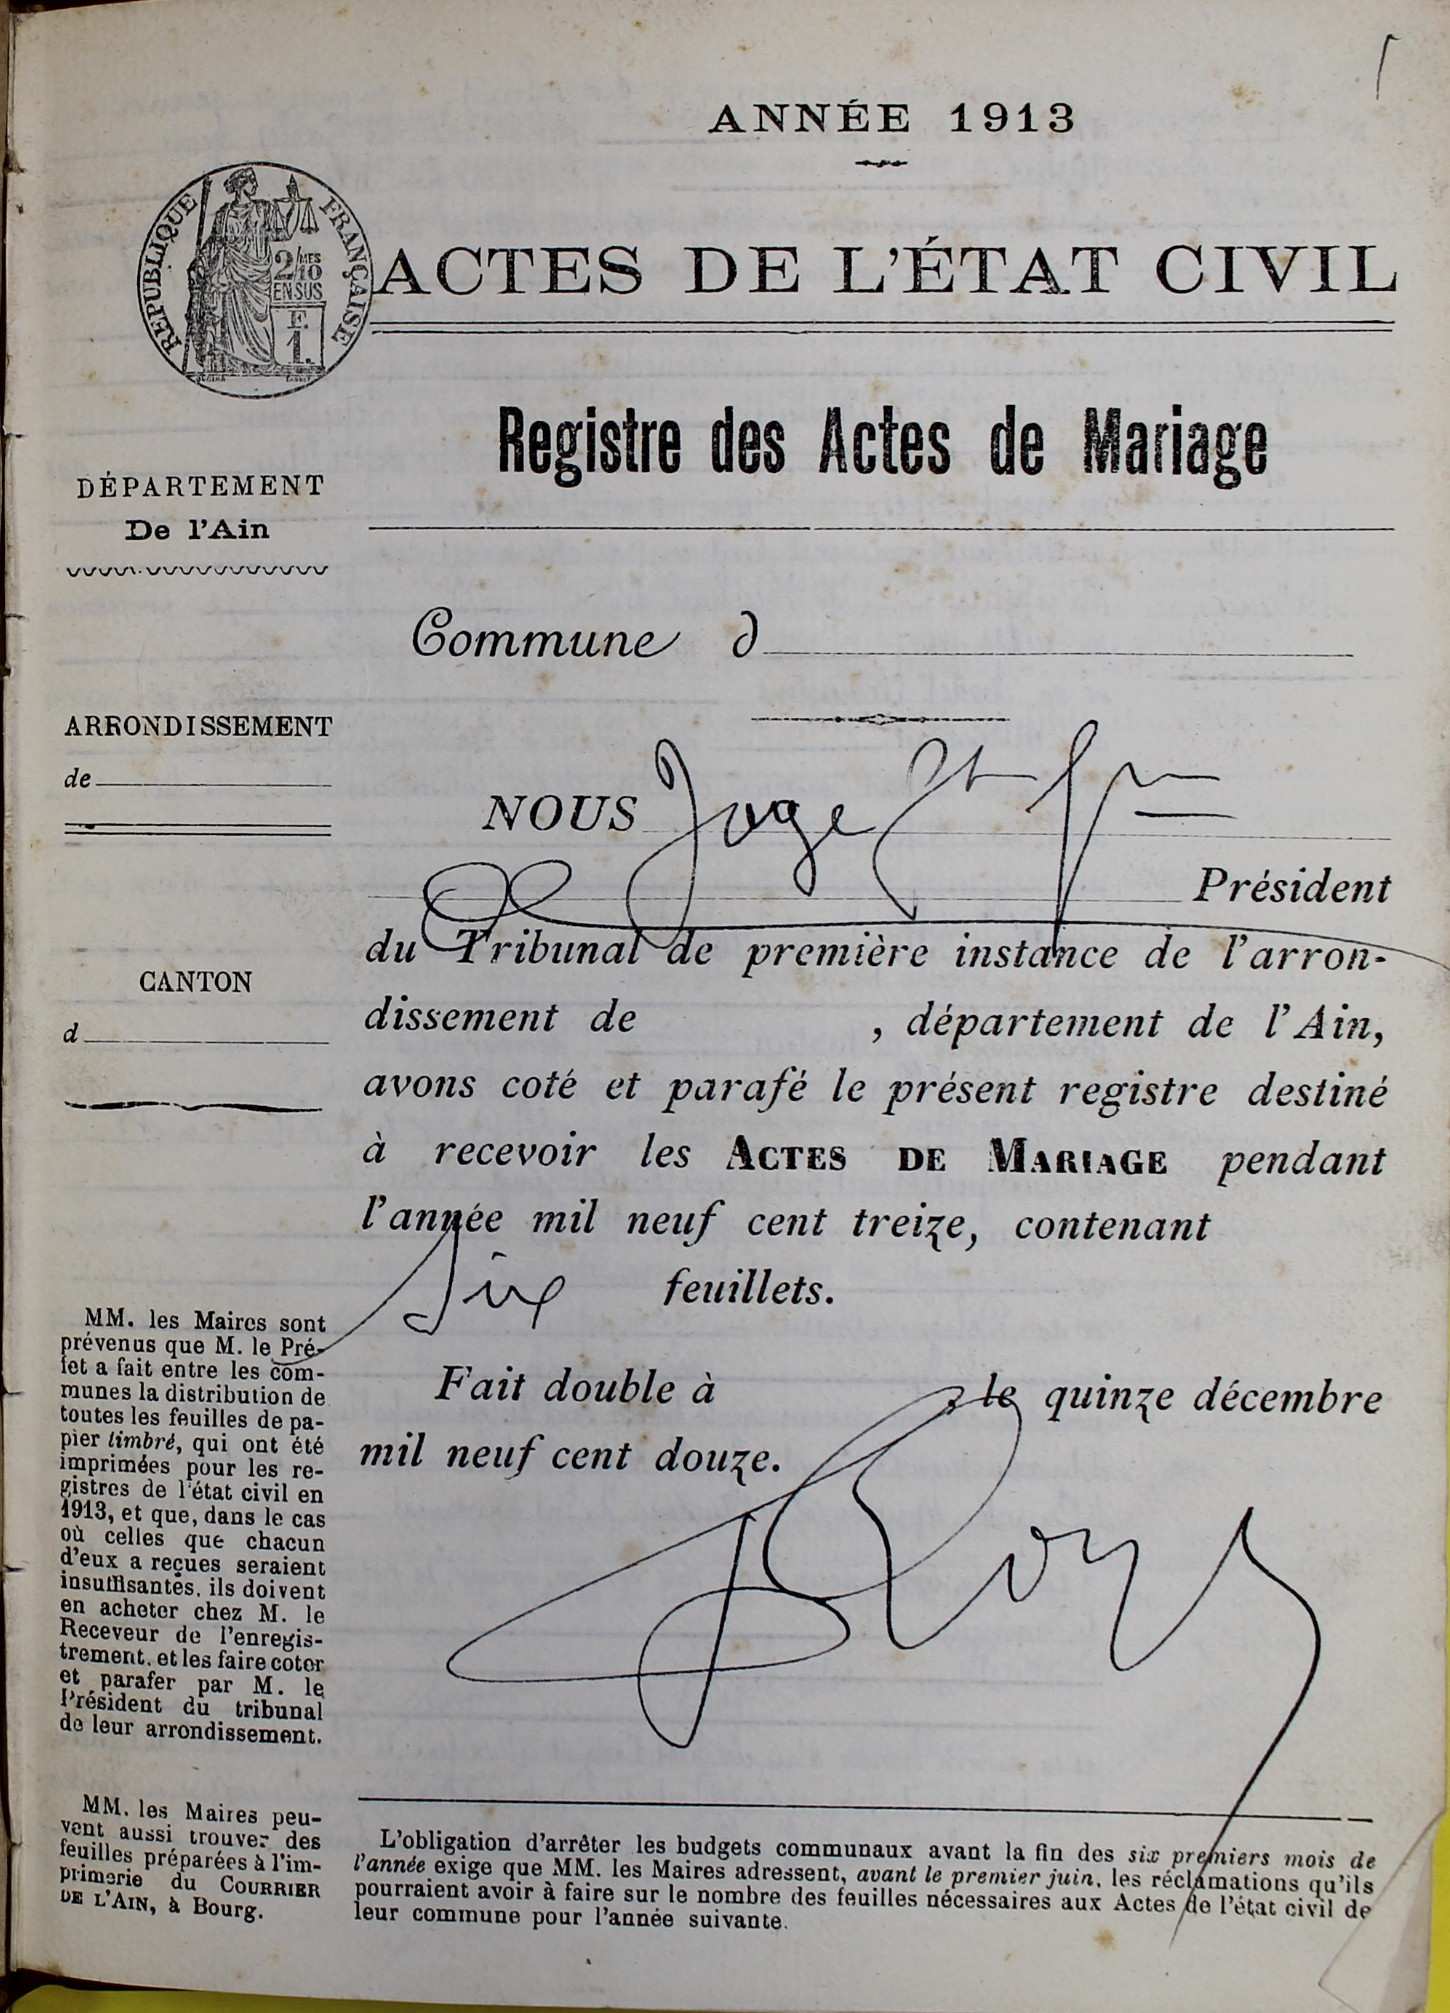 ANNÉE 1913
RÉPUBLIQUE FRANÇAISE
2/MES
10
EN SUS
F.
1.
ACTES DE L'ÉTAT CIVIL
Registre des Actes de Mariage
DÉPARTEMENT
De l'Ain
Commune d
ARRONDISSEMENT
de
NOUS Juge
Président
du Tribunal de première instance de l'arron-
CANTON
d
dissement de , département de l'Ain,
avons coté et parafé le présent registre destiné
à recevoir les ACTES DE MARIAGE pendant
l'année mil neuf cent treize, contenant
six feuillets.
Fait double à , le quinze décembre
mil neuf cent douze.
MM. les Maires sont
prévenus que M. le Pré-
fet a fait entre les com-
munes la distribution de
toutes les feuilles de pa-
pier timbré, qui ont été
imprimées pour les re-
gistres de l'état civil en
1913, et que, dans le cas
où celles que chacun
d'eux a reçues seraient
insuffisantes, ils doivent
en acheter chez M. le
Receveur de l'enregis-
trement, et les faire coter
et parafer par M. le
Président du tribunal
de leur arrondissement.
MM. les Maires peu-
vent aussi trouver des
feuilles préparées à l'im-
primerie du COURRIER
DE L'AIN, à Bourg.
L'obligation d'arrêter les budgets communaux avant la fin des six premiers mois de
l'année exige que MM. les Maires adressent, avant le premier juin, les réclamations qu'ils
pourraient avoir à faire sur le nombre des feuilles nécessaires aux Actes de l'état civil de
leur commune pour l'année suivante.